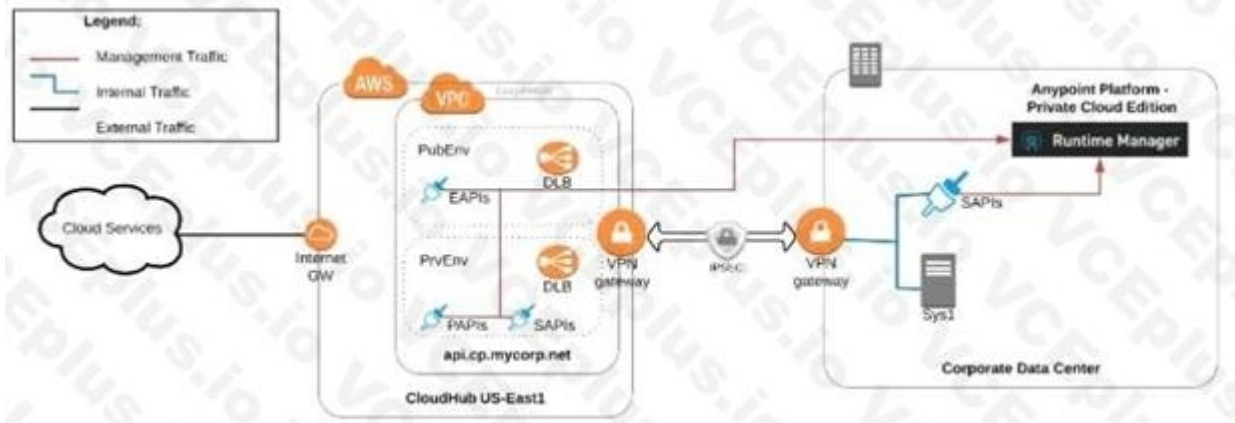 Legend:
Management Traffic
Internal Traffic
External Traffic
Cloud Services
Internet
GW
AWS
VPC
PubEnv
DLB
EAPIs
PrvEnv
DLB
PAPIs
SAPIs
api.cp.mycorp.net
CloudHub US-East1
VPN
gateway
IPSEC
VPN
gateway
Anypoint Platform -
Private Cloud Edition
Runtime Manager
SAPIs
Sys1
Corporate Data Center
VCEplus.io